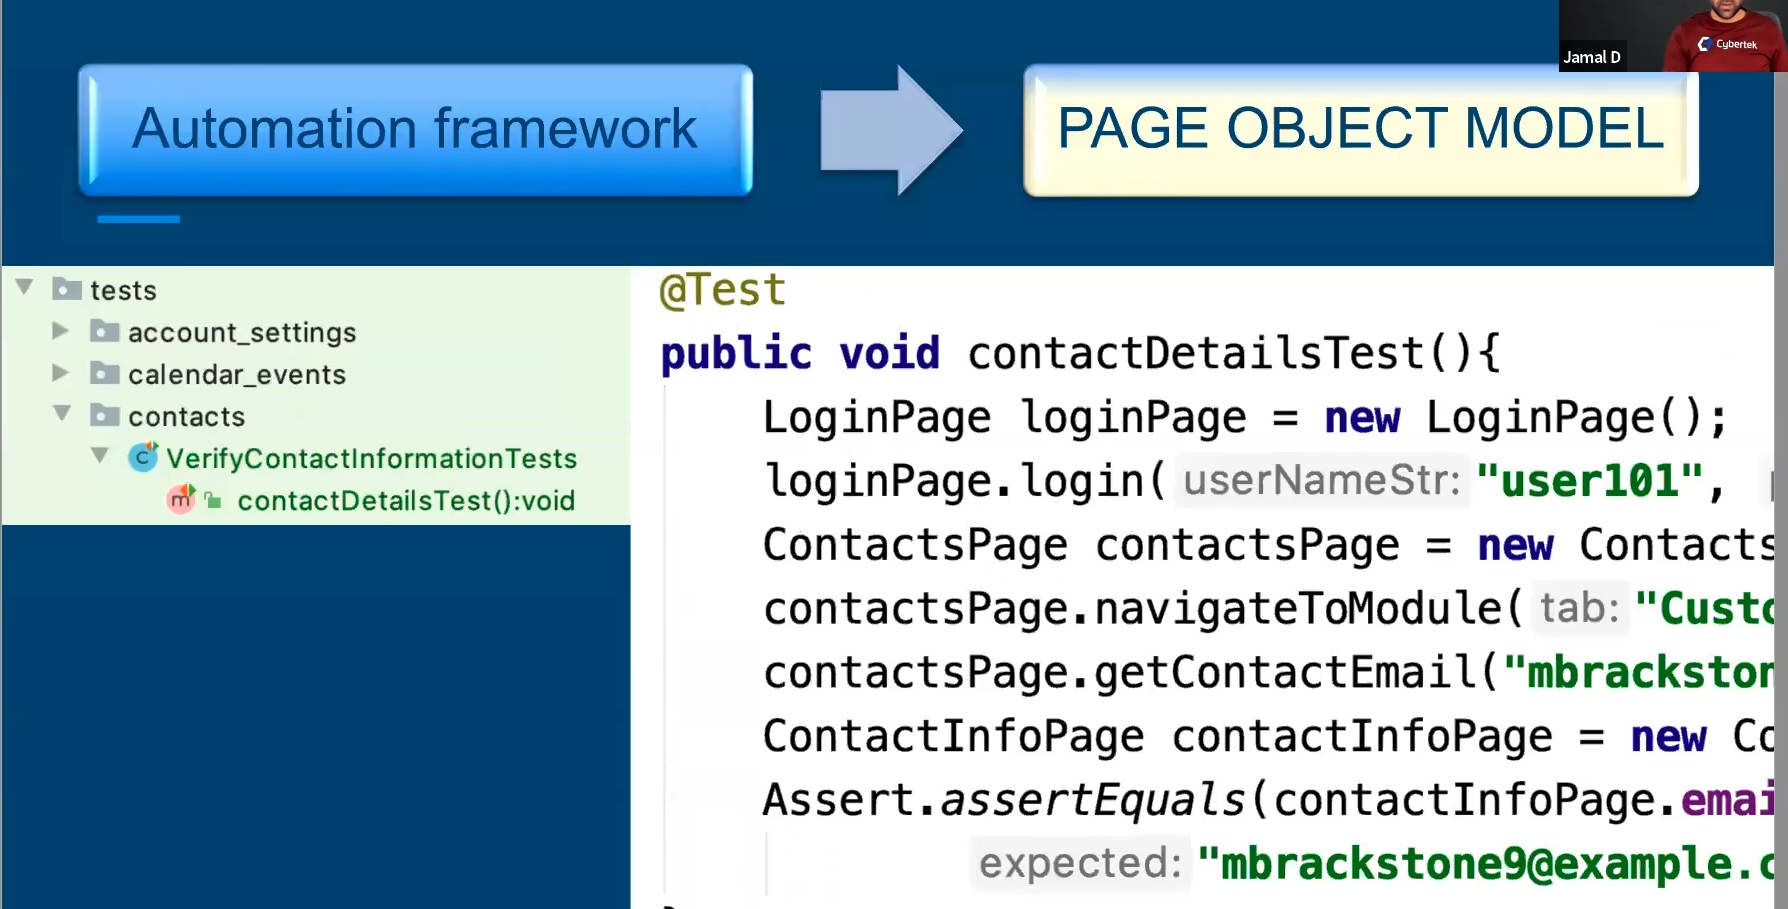 Cybertek
Jamal D
Automation framework
PAGE OBJECT MODEL
tests
account_settings
calendar_events
contacts
VerifyContactInformationTests
contactDetailsTest():void
@Test
public void contactDetailsTest(){
LoginPage loginPage = new LoginPage();
loginPage.login( userNameStr: "user101",
ContactsPage contactsPage = new Contacts
contactsPage.navigateToModule( tab: "Custo
contactsPage.getContactEmail("mbrackston
ContactInfoPage contactInfoPage = new Co
Assert.assertEquals(contactInfoPage.emai
expected: "mbrackstone9@example.c